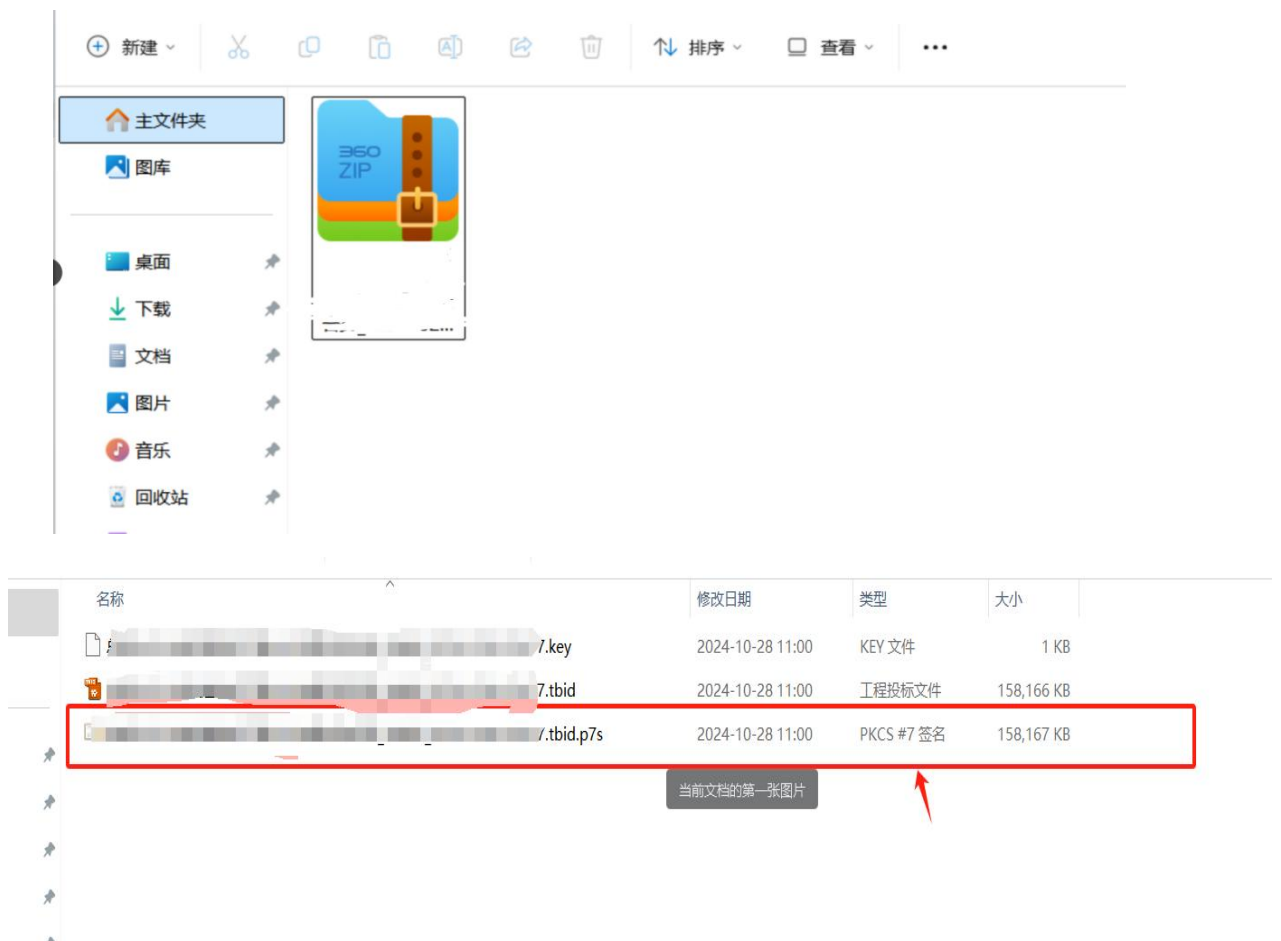 新建 排序 查看 •••
主文件夹
图库
360
ZIP
桌面
下载
文档
图片
音乐
回收站
名称 修改日期 类型 大小
7.key 2024-10-28 11:00 KEY 文件 1 KB
7.tbid 2024-10-28 11:00 工程投标文件 158,166 KB
7.tbid.p7s 2024-10-28 11:00 PKCS #7 签名 158,167 KB
当前文档的第一张图片